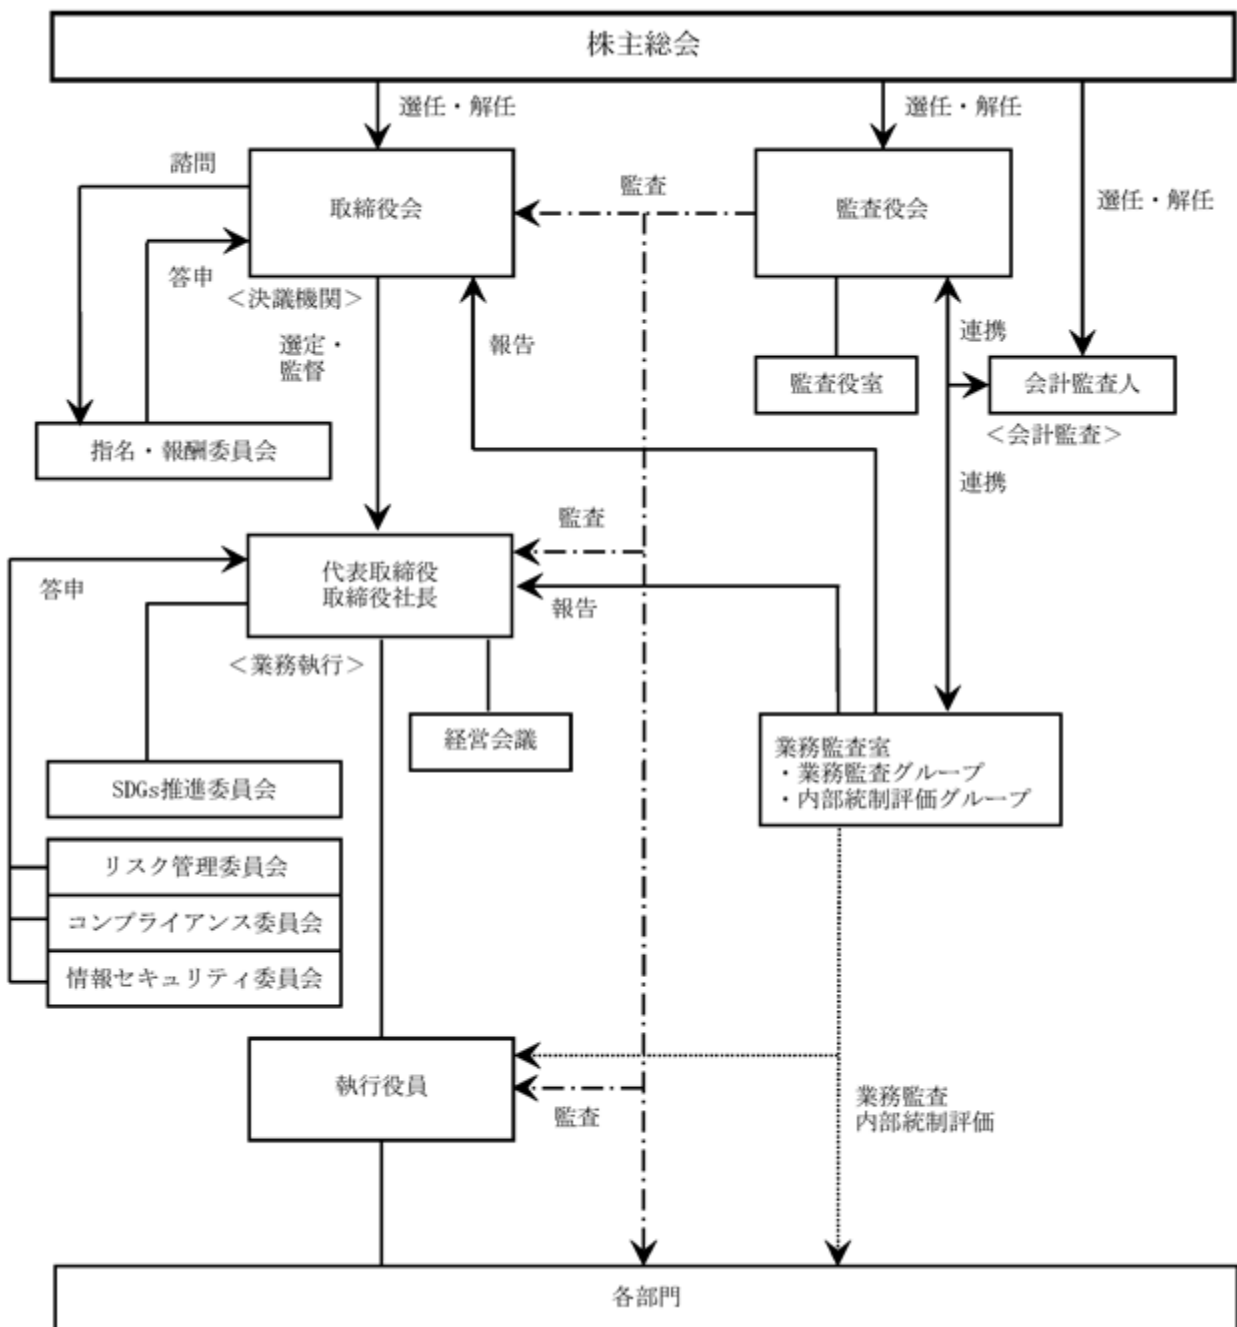 株主総会
選任・解任
選任・解任
選任・解任
諮問
取締役会
監査
監査役会
答申
＜決議機関＞
選定・
監督
報告
連携
監査役室
会計監査人
＜会計監査＞
指名・報酬委員会
連携
監査
答申
代表取締役
取締役社長
報告
＜業務執行＞
経営会議
業務監査室
・業務監査グループ
・内部統制評価グループ
SDGs推進委員会
リスク管理委員会
コンプライアンス委員会
情報セキュリティ委員会
執行役員
監査
業務監査
内部統制評価
各部門